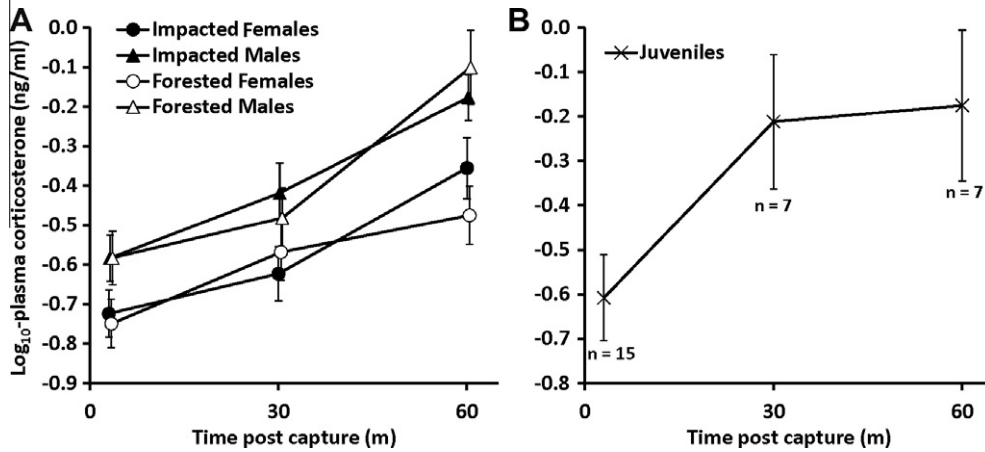 A
Log10-plasma corticosterone (ng/ml)
0.0
-0.1
-0.2
-0.3
-0.4
-0.5
-0.6
-0.7
-0.8
-0.9
Impacted Females
Impacted Males
Forested Females
Forested Males
0
30
60
Time post capture (m)
B
0.0
-0.1
-0.2
-0.3
-0.4
-0.5
-0.6
-0.7
-0.8
Juveniles
n = 15
n = 7
n = 7
0
30
60
Time post capture (m)